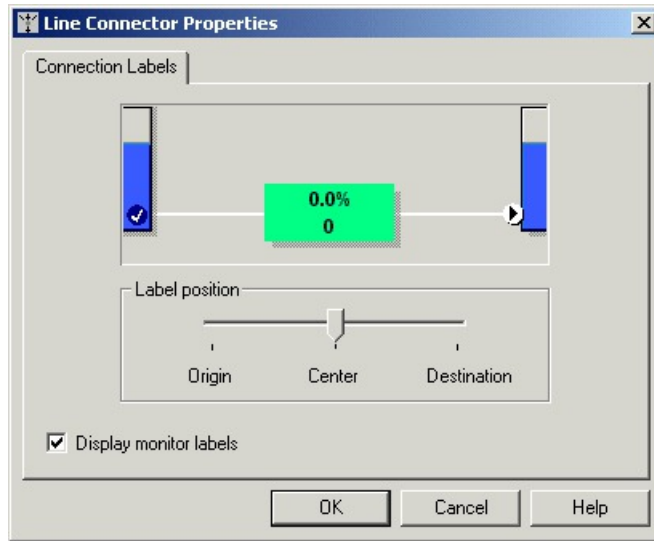 Line Connector Properties
Connection Labels
0.0%
0
Label position
Origin Center Destination
Display monitor labels
OK Cancel Help